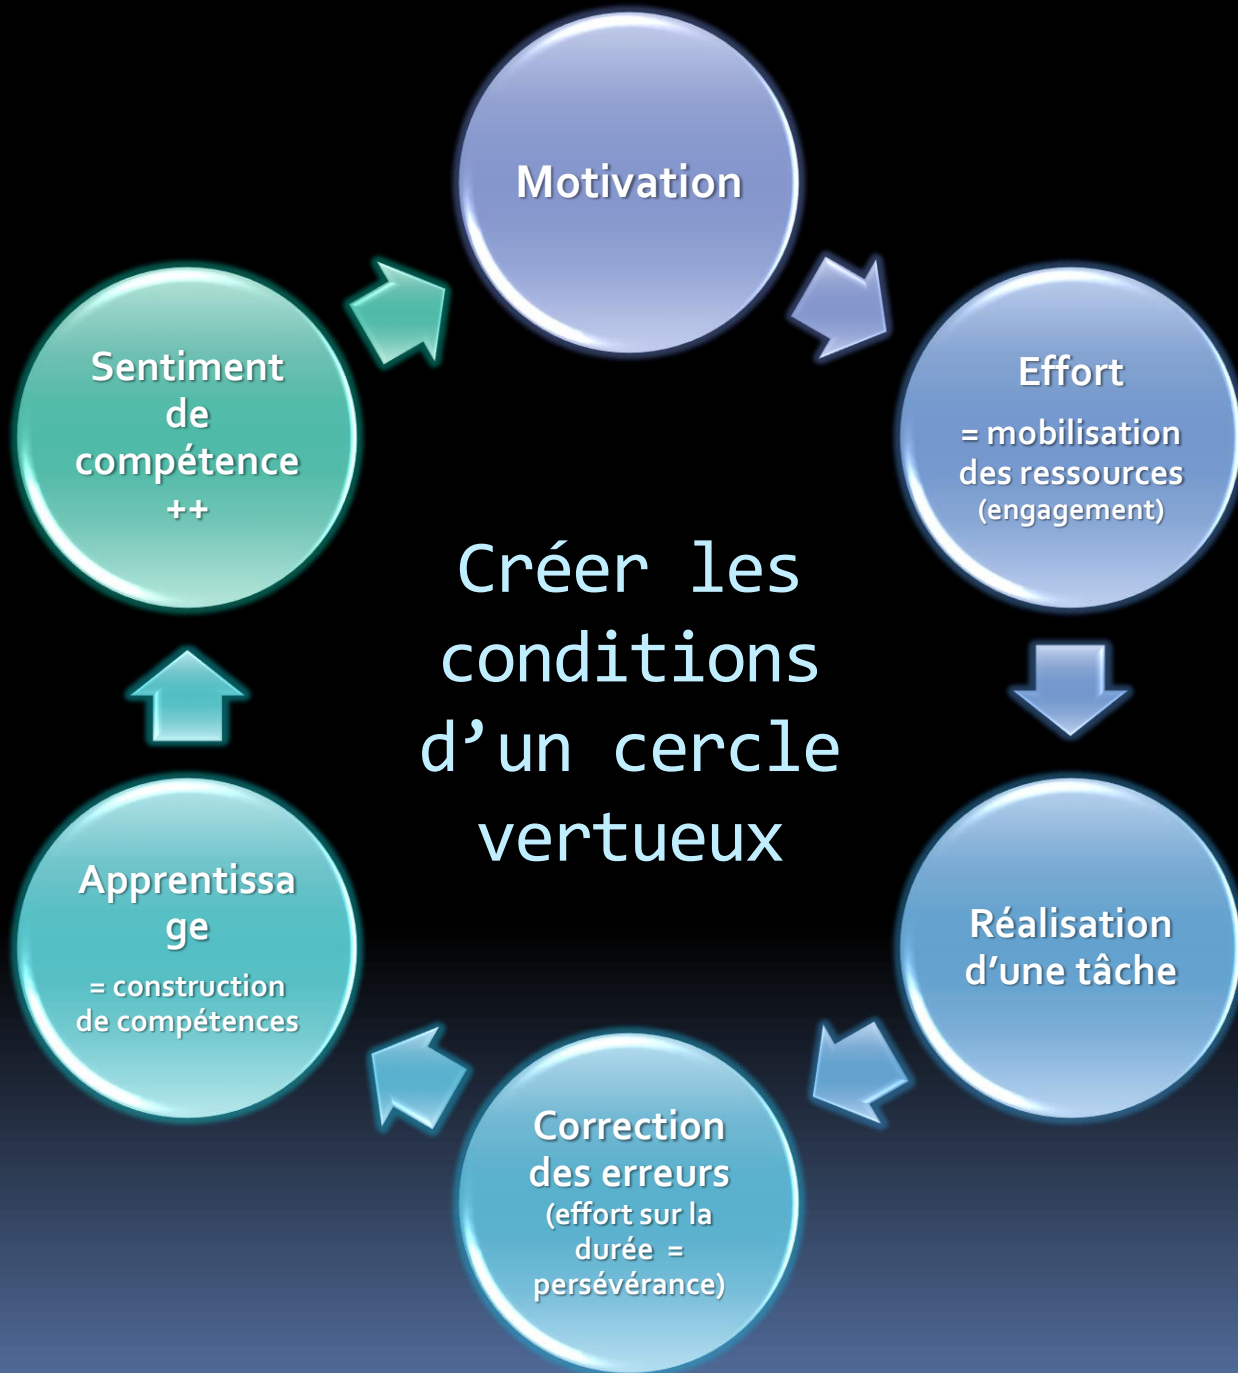 Motivation
Effort
= mobilisation
des ressources
(engagement)
Réalisation
d’une tâche
Correction
des erreurs
(effort sur la
durée =
persévérance)
Apprentissa
ge
= construction
de compétences
Sentiment
de
compétence
++
Créer les
conditions
d’un cercle
vertueux